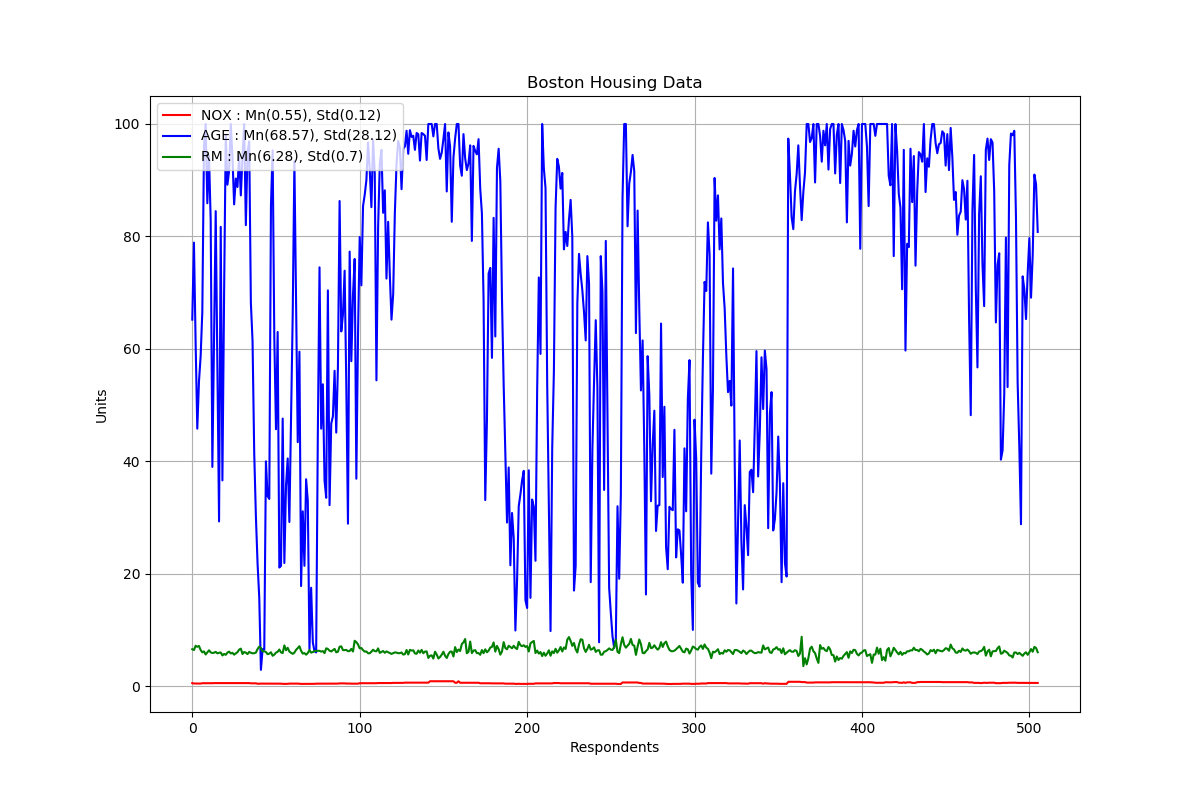 Boston Housing Data
NOX : Mn(0.55), Std(0.12)
AGE : Mn(68.57), Std(28.12)
RM : Mn(6.28), Std(0.7)
100
80
60
40
20
0
Units
0 100 200 300 400 500
Respondents